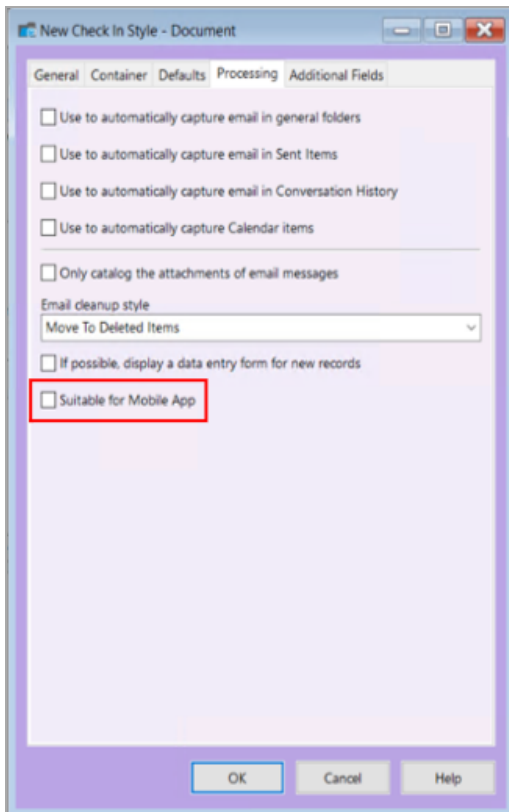 New Check In Style - Document
General Container Defaults Processing Additional Fields
Use to automatically capture email in general folders
Use to automatically capture email in Sent Items
Use to automatically capture email in Conversation History
Use to automatically capture Calendar items
Only catalog the attachments of email messages
Email cleanup style
Move To Deleted Items
If possible, display a data entry form for new records
Suitable for Mobile App
OK Cancel Help